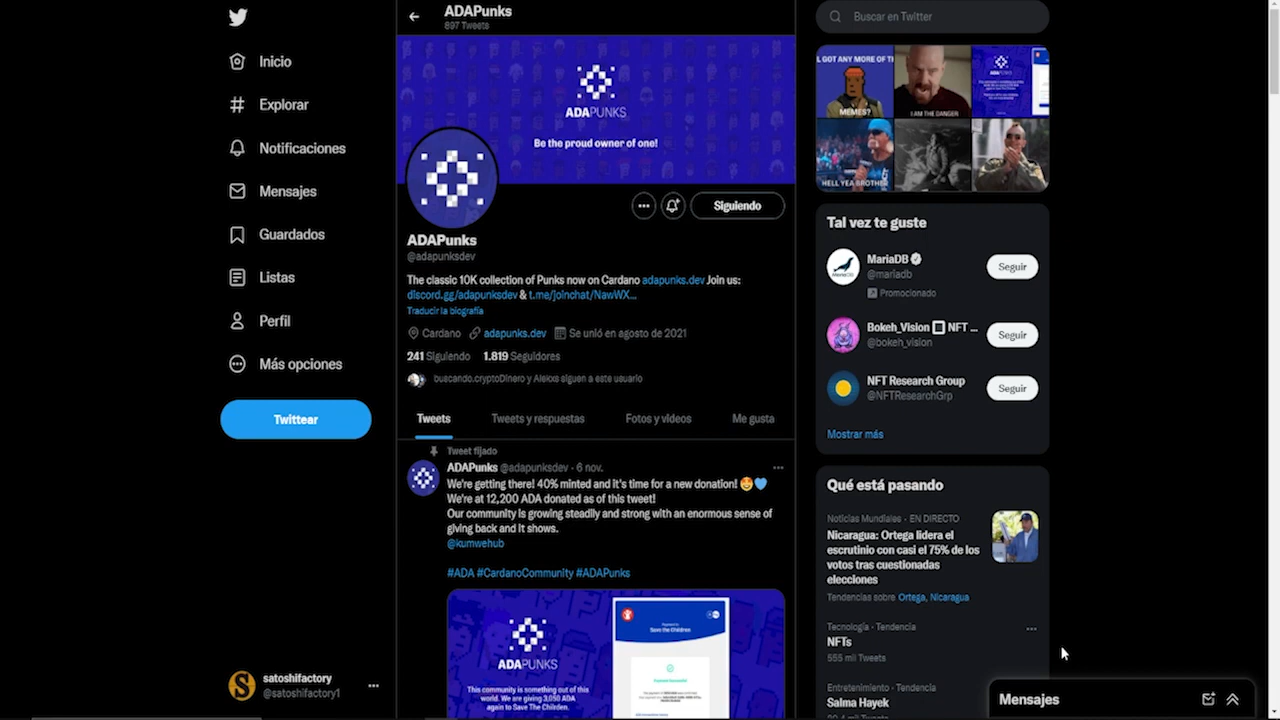 Inicio
Explorar
Notificaciones
Mensajes
Guardados
Listas
Perfil
Más opciones
Twittear
satoshifactory
@satoshifactory1
ADAPunks
897 Tweets
ADAPUNKS
Be the proud owner of one!
Siguiendo
ADAPunks
@adapunksdev
The classic 10K collection of Punks now on Cardano adapunks.dev Join us:
discord.gg/adapunksdev & t.me/joinchat/NawWX...
Traducir la biografía
Cardano adapunks.dev Se unió en agosto de 2021
241 Siguiendo 1.819 Seguidores
buscando.cryptoDinero y Aleixxs siguen a este usuario
Tweets Tweets y respuestas Fotos y vídeos Me gusta
Tweet fijado
ADAPunks @adapunksdev · 6 nov.
We're getting there! 40% minted and it's time for a new donation!
We're at 12,200 ADA donated as of this tweet!
Our community is growing steadily and strong with an enormous sense of
giving back and it shows.
@kumwehub
#ADA #CardanoCommunity #ADAPunks
ADAPUNKS
This community is something out of this
world. We are giving 3,050 ADA
again to Save The Children.
Save the Children
Buscar en Twitter
GOT ANY MORE OF TH
MEMES?
I AM THE DANGER
HELL YEA BROTHER
Tal vez te guste
MariaDB
@mariadb
Promocionado
Seguir
Bokeh_Vision NFT ...
@bokeh_vision
Seguir
NFT Research Group
@NFTResearchGrp
Seguir
Mostrar más
Qué está pasando
Noticias Mundiales · EN DIRECTO
Nicaragua: Ortega lidera el
escrutinio con casi el 75% de los
votos tras cuestionadas
elecciones
Tendencias sobre Ortega, Nicaragua
Tecnología · Tendencia
NFTs
555 mil Tweets
Entretenimiento · Tendencia
Salma Hayek
Mensajes